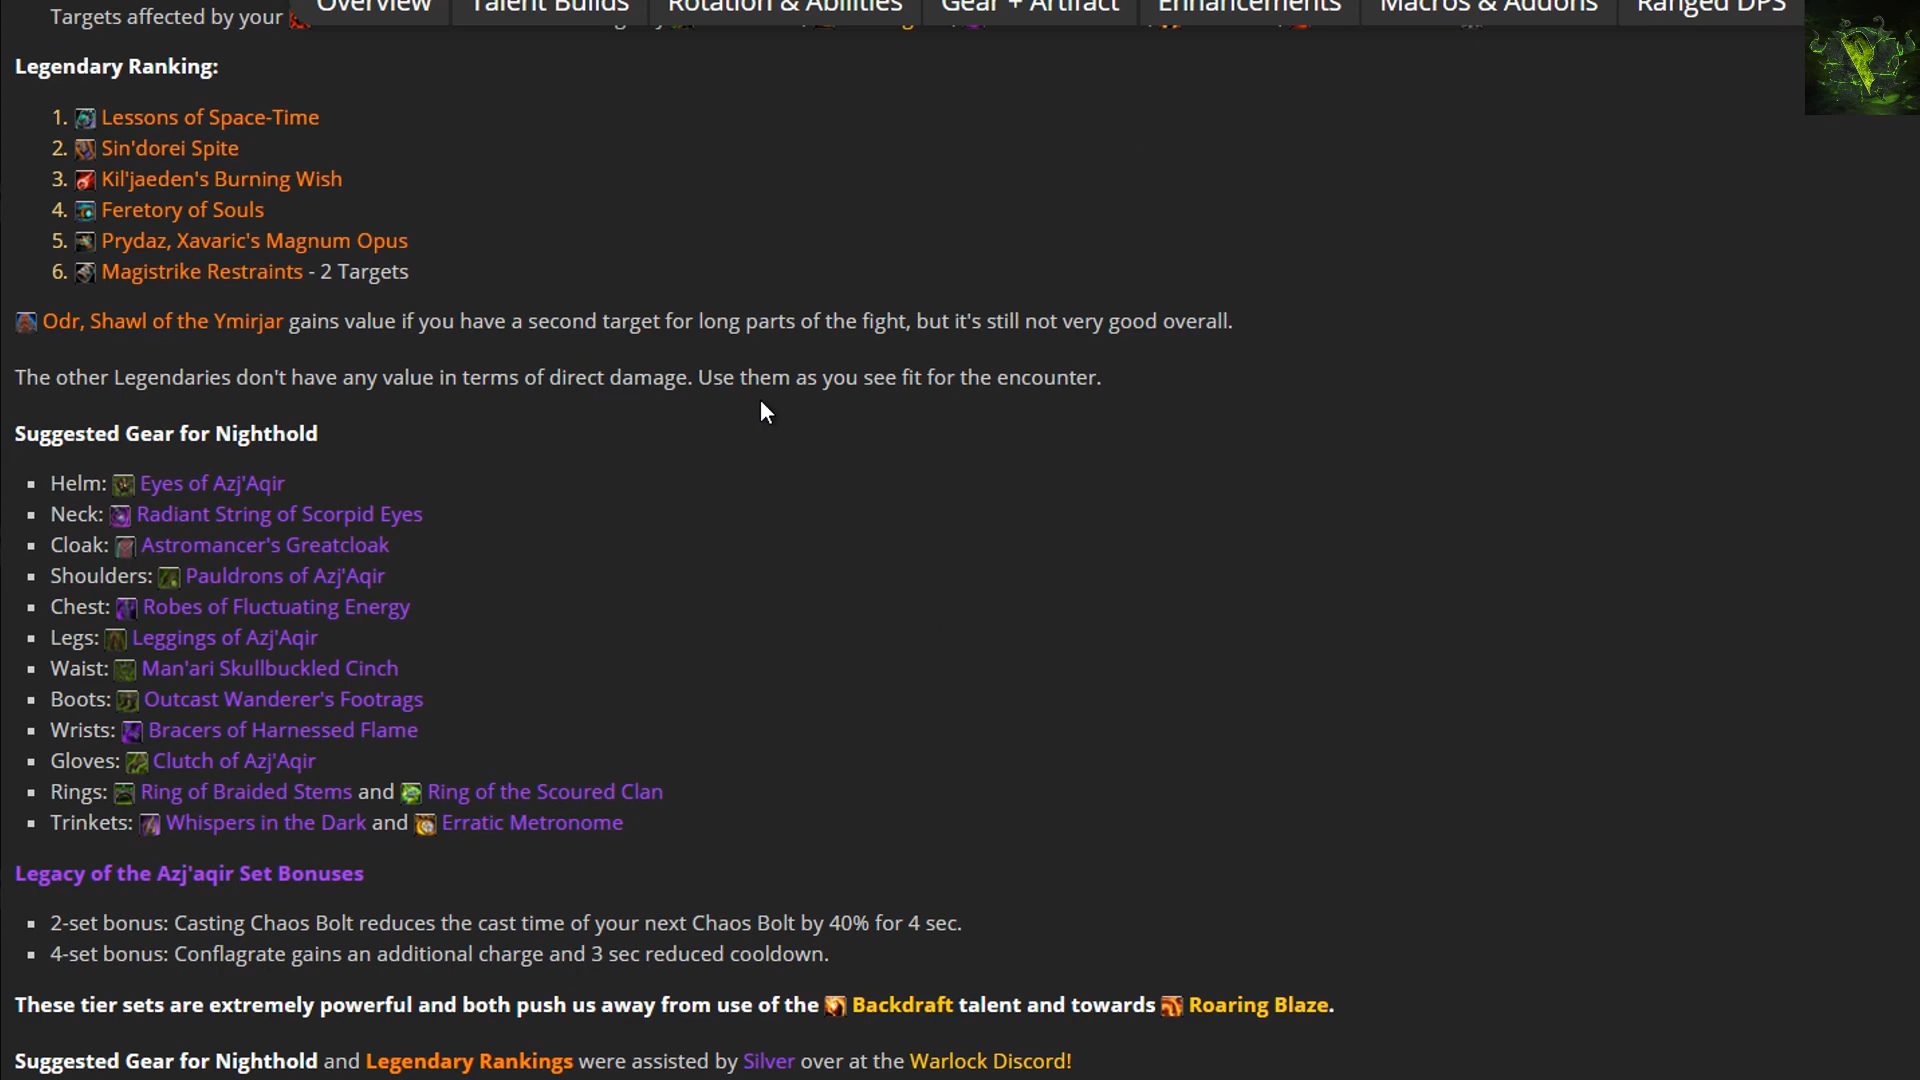 Overview Talent Builds Rotation & Abilities Gear + Artifact Enhancements Macros & Addons Ranged DPS
Targets affected by your
Legendary Ranking:
1. Lessons of Space-Time
2. Sin'dorei Spite
3. Kil'jaeden's Burning Wish
4. Feretory of Souls
5. Prydaz, Xavaric's Magnum Opus
6. Magistrike Restraints - 2 Targets
Odr, Shawl of the Ymirjar gains value if you have a second target for long parts of the fight, but it's still not very good overall.
The other Legendaries don't have any value in terms of direct damage. Use them as you see fit for the encounter.
Suggested Gear for Nighthold
Helm: Eyes of Azj'Aqir
Neck: Radiant String of Scorpid Eyes
Cloak: Astromancer's Greatcloak
Shoulders: Pauldrons of Azj'Aqir
Chest: Robes of Fluctuating Energy
Legs: Leggings of Azj'Aqir
Waist: Man'ari Skullbuckled Cinch
Boots: Outcast Wanderer's Footrags
Wrists: Bracers of Harnessed Flame
Gloves: Clutch of Azj'Aqir
Rings: Ring of Braided Stems and Ring of the Scoured Clan
Trinkets: Whispers in the Dark and Erratic Metronome
Legacy of the Azj'aqir Set Bonuses
2-set bonus: Casting Chaos Bolt reduces the cast time of your next Chaos Bolt by 40% for 4 sec.
4-set bonus: Conflagrate gains an additional charge and 3 sec reduced cooldown.
These tier sets are extremely powerful and both push us away from use of the Backdraft talent and towards Roaring Blaze.
Suggested Gear for Nighthold and Legendary Rankings were assisted by Silver over at the Warlock Discord!